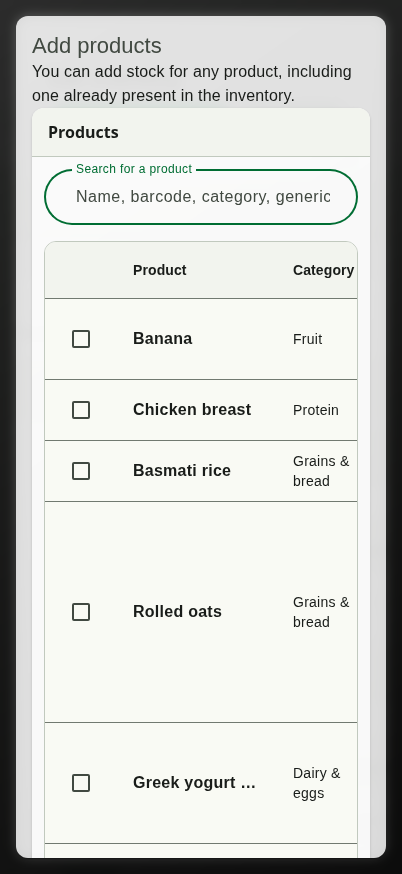 Add products
You can add stock for any product, including
one already present in the inventory.
Products
Search for a product
Name, barcode, category, generic
Product Category
Banana Fruit
Chicken breast Protein
Basmati rice Grains &
bread
Rolled oats Grains &
bread
Greek yogurt … Dairy &
eggs